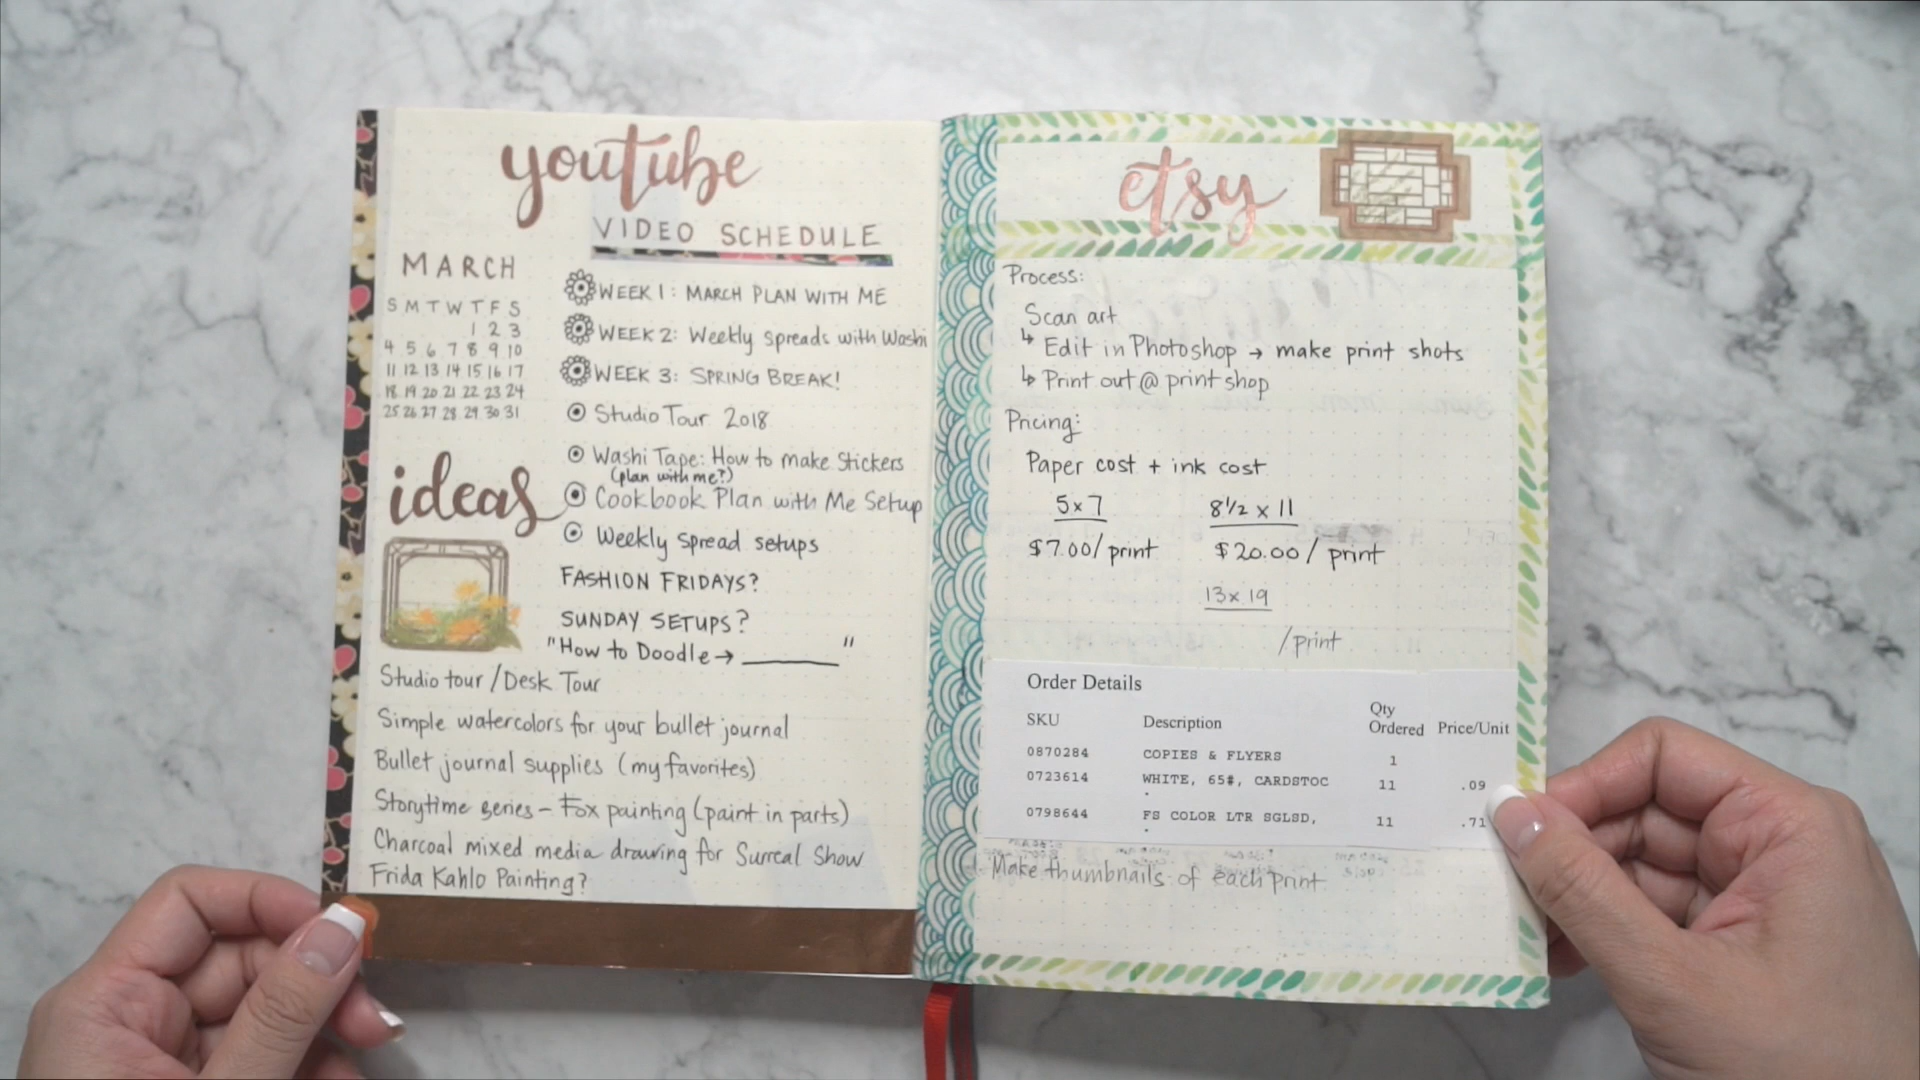 youtube
VIDEO SCHEDULE
MARCH
S M T W T F S
1 2 3
4 5 6 7 8 9 10
11 12 13 14 15 16 17
18 19 20 21 22 23 24
25 26 27 28 29 30 31
WEEK 1: MARCH PLAN WITH ME
WEEK 2: Weekly spreads with Washi
WEEK 3: SPRING BREAK!
Studio Tour 2018
Washi Tape: How to make Stickers
(plan with me?)
Cookbook Plan with Me Setup
Weekly Spread setups
ideas
FASHION FRIDAYS?
SUNDAY SETUPS?
"How to Doodle → ______"
Studio tour / Desk Tour
Simple watercolors for your bullet journal
Bullet journal supplies (my favorites)
Storytime series - Fox painting (paint in parts)
Charcoal mixed media drawing for Surreal Show
Frida Kahlo Painting?
etsy
Process:
Scan art
↳ Edit in Photoshop → make print shots
↳ Print out @ print shop
Pricing:
Paper cost + ink cost
5x7 8 1/2 x 11
$7.00/print $20.00/print
13x19
/print
Order Details
SKU Description Qty Ordered Price/Unit
0870284 COPIES & FLYERS 1
0723614 WHITE, 65#, CARDSTOC 11 .09
0798644 FS COLOR LTR SGLSD, 11 .71
Make thumbnails of each print